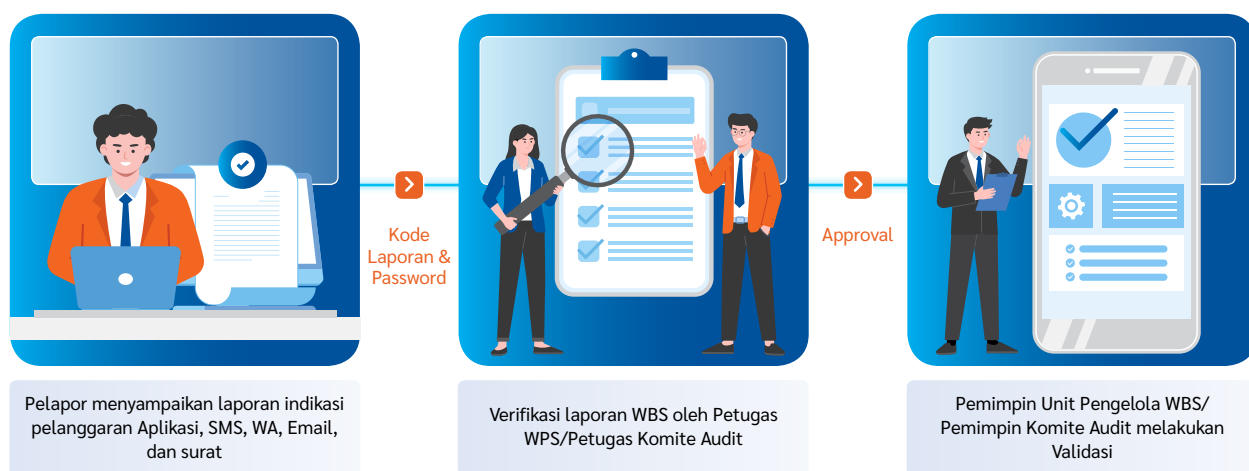 Kode
Laporan &
Password
Approval
Pelapor menyampaikan laporan indikasi
pelanggaran Aplikasi, SMS, WA, Email,
dan surat
Verifikasi laporan WBS oleh Petugas
WPS/Petugas Komite Audit
Pemimpin Unit Pengelola WBS/
Pemimpin Komite Audit melakukan
Validasi